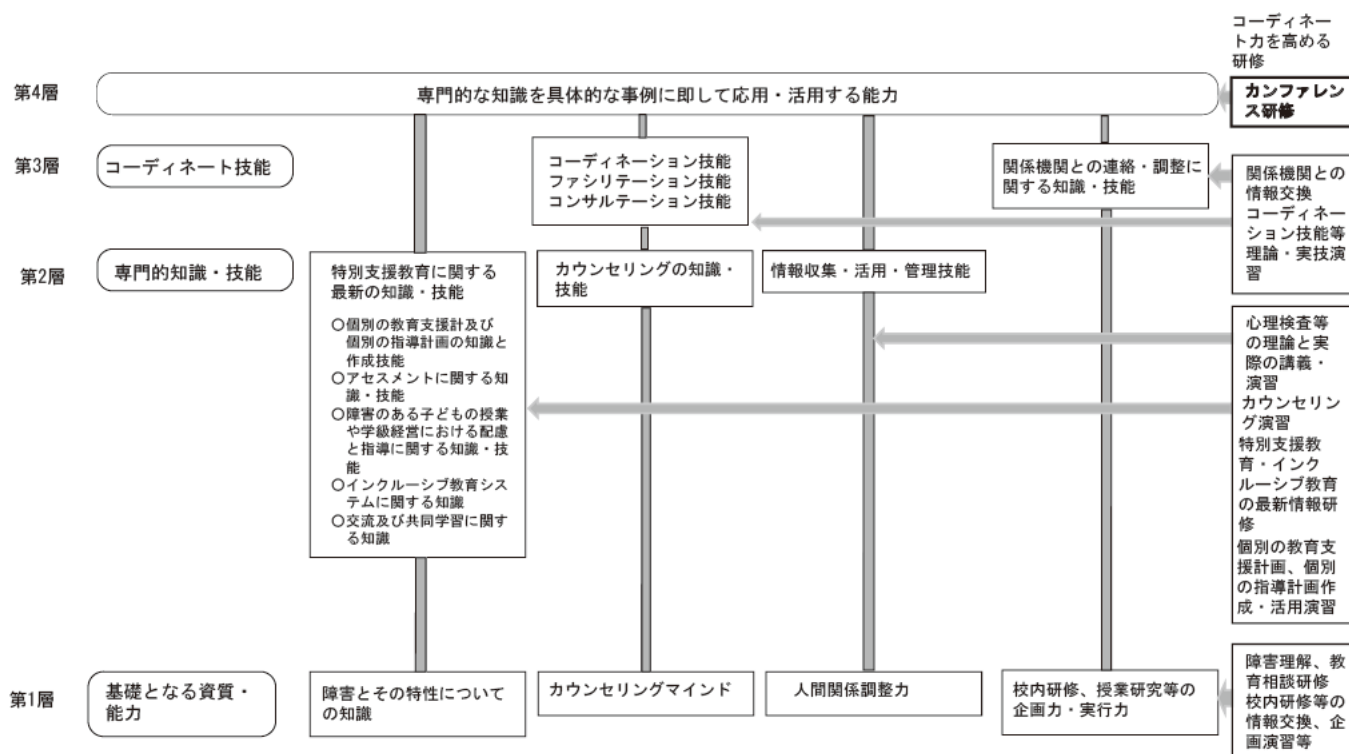 コーディネー
ト力を高める
研修
第4層
専門的な知識を具体的な事例に即して応用・活用する能力
カンファレン
ス研修
第3層
コーディネート技能
コーディネーション技能
ファシリテーション技能
コンサルテーション技能
関係機関との連絡・調整に
関する知識・技能
関係機関との
情報交換
コーディネー
ション技能等
理論・実技演
習
第2層
専門的知識・技能
特別支援教育に関する
最新の知識・技能
○個別の教育支援計及び
個別の指導計画の知識と
作成技能
○アセスメントに関する知
識・技能
○障害のある子どもの授業
や学級経営における配慮
と指導に関する知識・技
能
○インクルーシブ教育シス
テムに関する知識
○交流及び共同学習に関す
る知識
カウンセリングの知識・
技能
情報収集・活用・管理技能
心理検査等
の理論と実
際の講義・
演習
カウンセリン
グ演習
特別支援教
育・インク
ルーシブ教育
の最新情報研
修
個別の教育支
援計画、個別
の指導計画作
成・活用演習
第1層
基礎となる資質・
能力
障害とその特性について
の知識
カウンセリングマインド
人間関係調整力
校内研修、授業研究等の
企画力・実行力
障害理解、教
育相談研修
校内研修等の
情報交換、企
画演習等